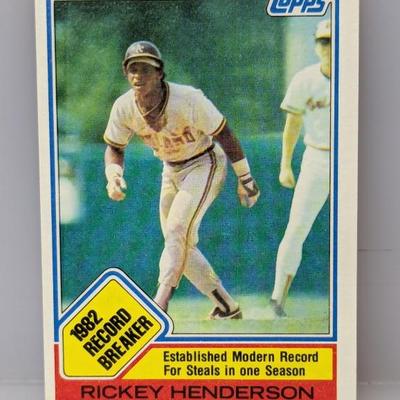 Topps
1982
RECORD
BREAKER
Established Modern Record
For Steals in one Season
RICKEY HENDERSON